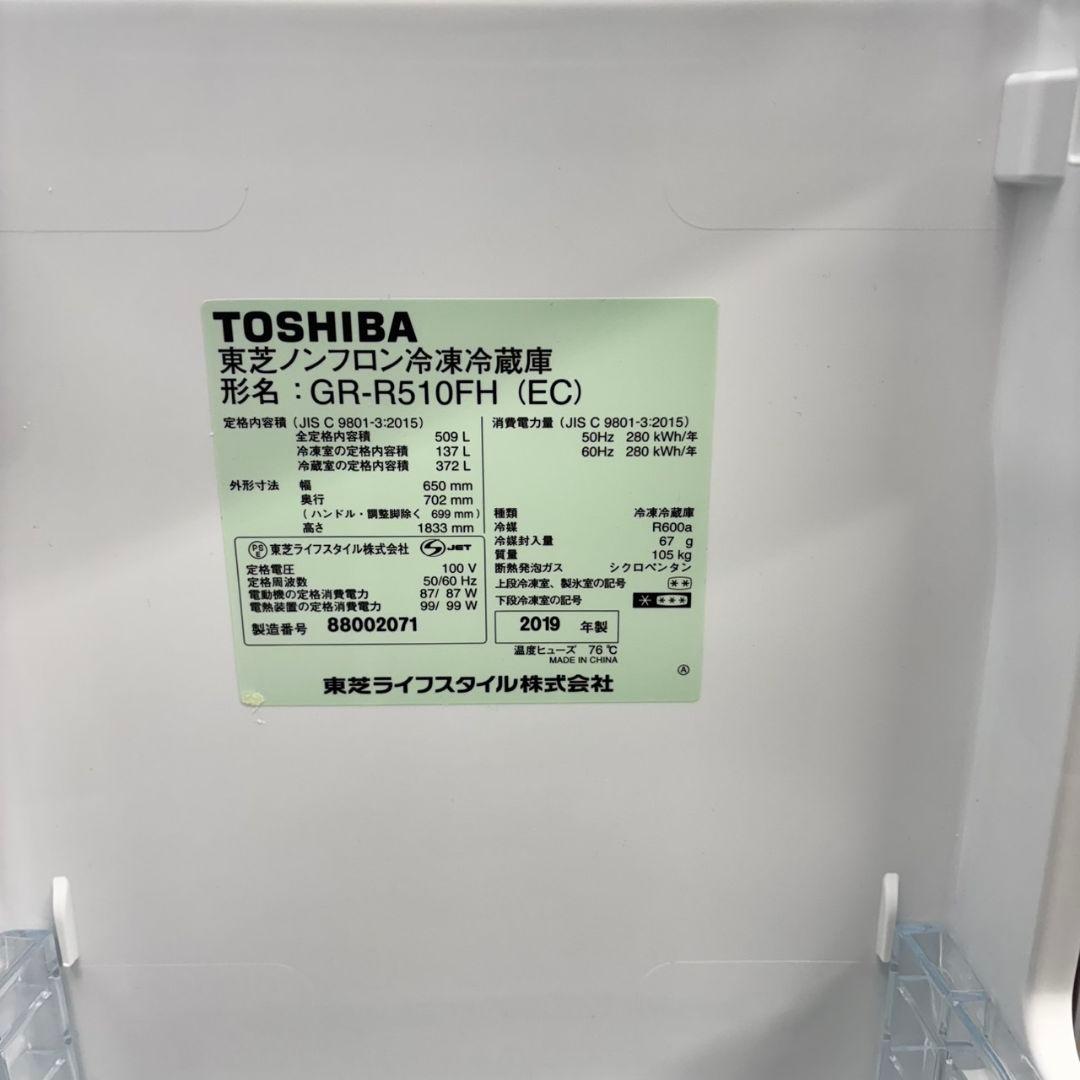 TOSHIBA
東芝ノンフロン冷凍冷蔵庫
形名：GR-R510FH（EC）
定格内容積（JIS C 9801-3:2015）
全定格内容積 509 L
冷凍室の定格内容積 137 L
冷蔵室の定格内容積 372 L
外形寸法 幅 650 mm
奥行 702 mm
（ハンドル・調整脚除く 699 mm）
高さ 1833 mm
PS E 東芝ライフスタイル株式会社 S JET
定格電圧 100 V
定格周波数 50/60 Hz
電動機の定格消費電力 87/ 87 W
電熱装置の定格消費電力 99/ 99 W
製造番号 88002071
消費電力量（JIS C 9801-3:2015）
50Hz 280 kWh/年
60Hz 280 kWh/年
種類 冷凍冷蔵庫
冷媒 R600a
冷媒封入量 67 g
質量 105 kg
断熱発泡ガス シクロペンタン
上段冷凍室、製氷室の記号 **
下段冷凍室の記号 * ***
2019 年製
温度ヒューズ 76 ℃
MADE IN CHINA
Ⓐ
東芝ライフスタイル株式会社